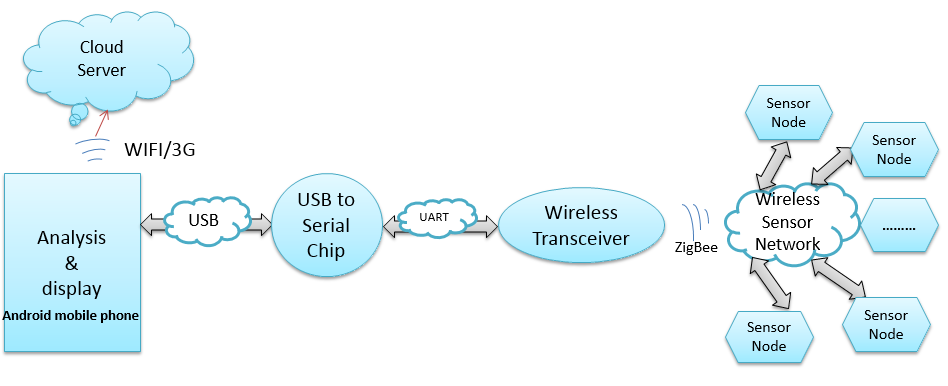 Cloud
Server
WIFI/3G
Analysis
&
display
Android mobile phone
USB
USB to
Serial
Chip
UART
Wireless
Transceiver
ZigBee
Wireless
Sensor
Network
Sensor
Node
Sensor
Node
………
Sensor
Node
Sensor
Node